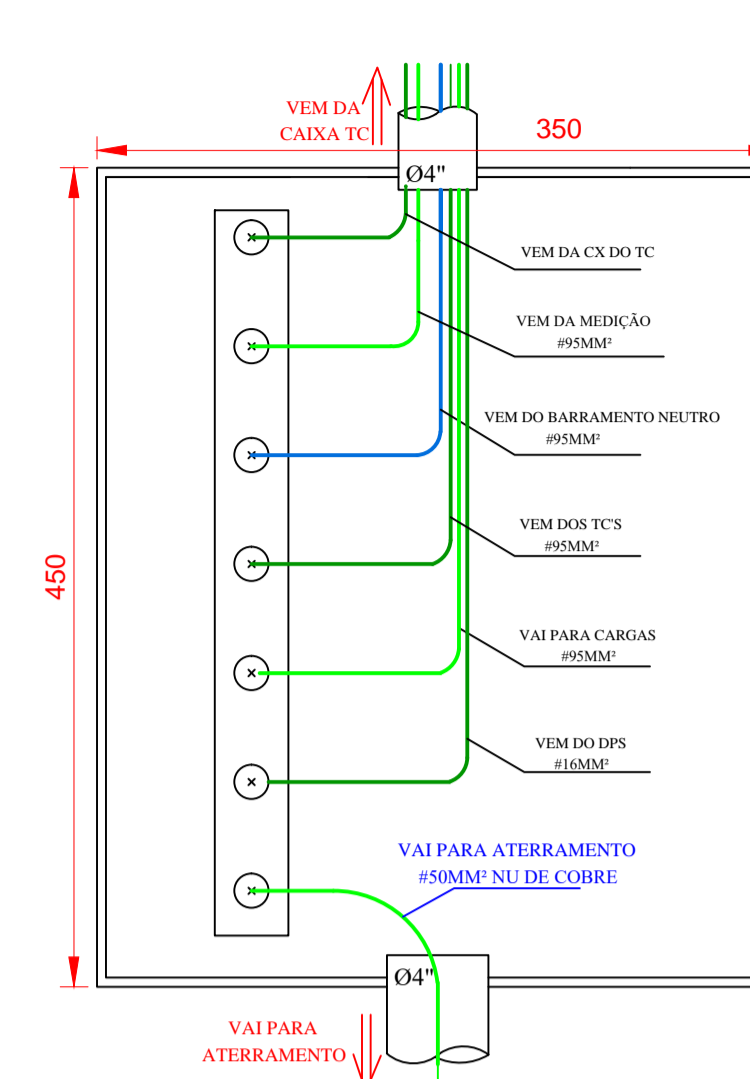 VEM DA
CAIXA TC
350
Ø4"
VEM DA CX DO TC
VEM DA MEDIÇÃO
#95MM²
VEM DO BARRAMENTO NEUTRO
#95MM²
VEM DOS TC'S
#95MM²
450
VAI PARA CARGAS
#95MM²
VEM DO DPS
#16MM²
VAI PARA ATERRAMENTO
#50MM² NU DE COBRE
Ø4"
VAI PARA
ATERRAMENTO